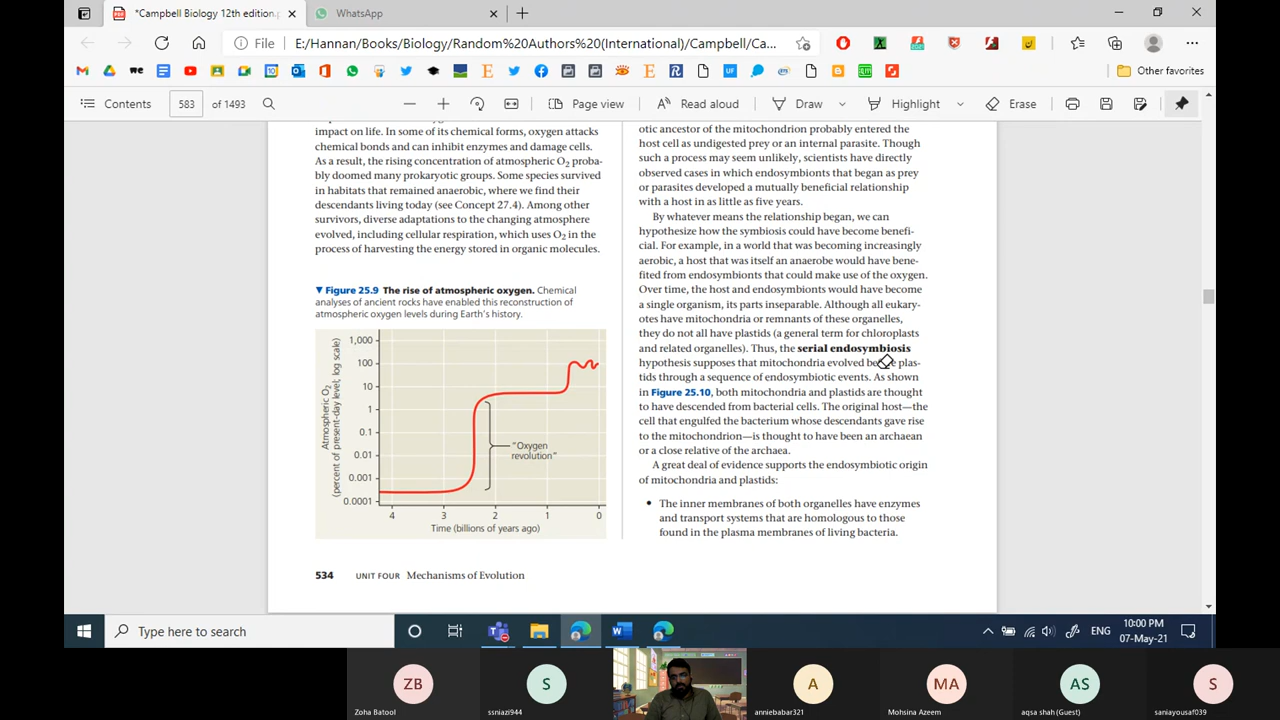 *Campbell Biology 12th edition.p
WhatsApp
File
E:/Hannan/Books/Biology/Random%20Authors%20(International)/Campbell/Ca...
Other favorites
Contents
583
of 1493
Page view
Read aloud
Draw
Highlight
Erase
impact on life. In some of its chemical forms, oxygen attacks
chemical bonds and can inhibit enzymes and damage cells.
As a result, the rising concentration of atmospheric O2 proba-
bly doomed many prokaryotic groups. Some species survived
in habitats that remained anaerobic, where we find their
descendants living today (see Concept 27.4). Among other
survivors, diverse adaptations to the changing atmosphere
evolved, including cellular respiration, which uses O2 in the
process of harvesting the energy stored in organic molecules.
▼ Figure 25.9 The rise of atmospheric oxygen. Chemical
analyses of ancient rocks have enabled this reconstruction of
atmospheric oxygen levels during Earth's history.
Atmospheric O2
(percent of present-day level; log scale)
1,000
100
10
1
0.1
0.01
0.001
0.0001
"Oxygen
revolution"
4
3
2
1
0
Time (billions of years ago)
534 UNIT FOUR Mechanisms of Evolution
otic ancestor of the mitochondrion probably entered the
host cell as undigested prey or an internal parasite. Though
such a process may seem unlikely, scientists have directly
observed cases in which endosymbionts that began as prey
or parasites developed a mutually beneficial relationship
with a host in as little as five years.
By whatever means the relationship began, we can
hypothesize how the symbiosis could have become benefi-
cial. For example, in a world that was becoming increasingly
aerobic, a host that was itself an anaerobe would have bene-
fited from endosymbionts that could make use of the oxygen.
Over time, the host and endosymbionts would have become
a single organism, its parts inseparable. Although all eukary-
otes have mitochondria or remnants of these organelles,
they do not all have plastids (a general term for chloroplasts
and related organelles). Thus, the serial endosymbiosis
hypothesis supposes that mitochondria evolved before plas-
tids through a sequence of endosymbiotic events. As shown
in Figure 25.10, both mitochondria and plastids are thought
to have descended from bacterial cells. The original host—the
cell that engulfed the bacterium whose descendants gave rise
to the mitochondrion—is thought to have been an archaean
or a close relative of the archaea.
A great deal of evidence supports the endosymbiotic origin
of mitochondria and plastids:
• The inner membranes of both organelles have enzymes
and transport systems that are homologous to those
found in the plasma membranes of living bacteria.
Type here to search
ENG
10:00 PM
07-May-21
ZB
S
A
MA
AS
S
Zoha Batool
ssniazi944
anniebabar321
Mohsina Azeem
aqsa shah (Guest)
saniayousaf039